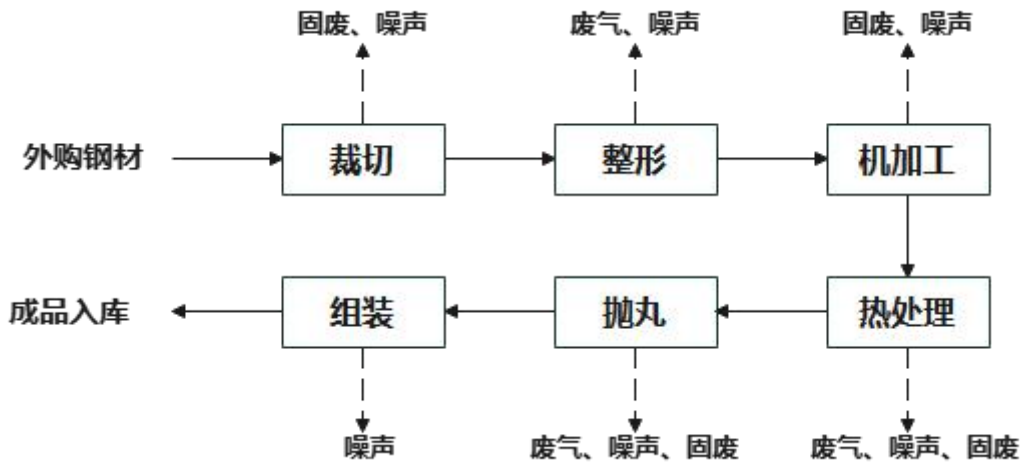 固废、噪声 废气、噪声 固废、噪声
外购钢材 裁切 整形 机加工
成品入库 组装 抛丸 热处理
噪声 废气、噪声、固废 废气、噪声、固废